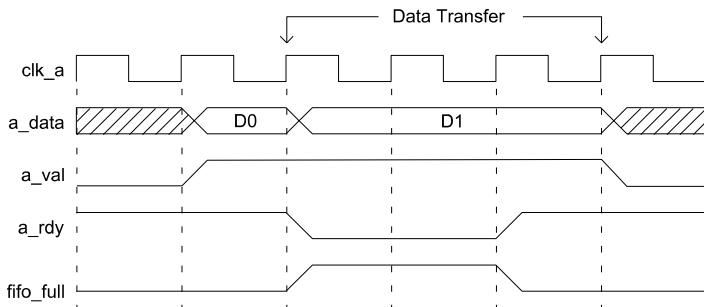 Data Transfer
clk_a
a_data
D0
D1
a_val
a_rdy
fifo_full